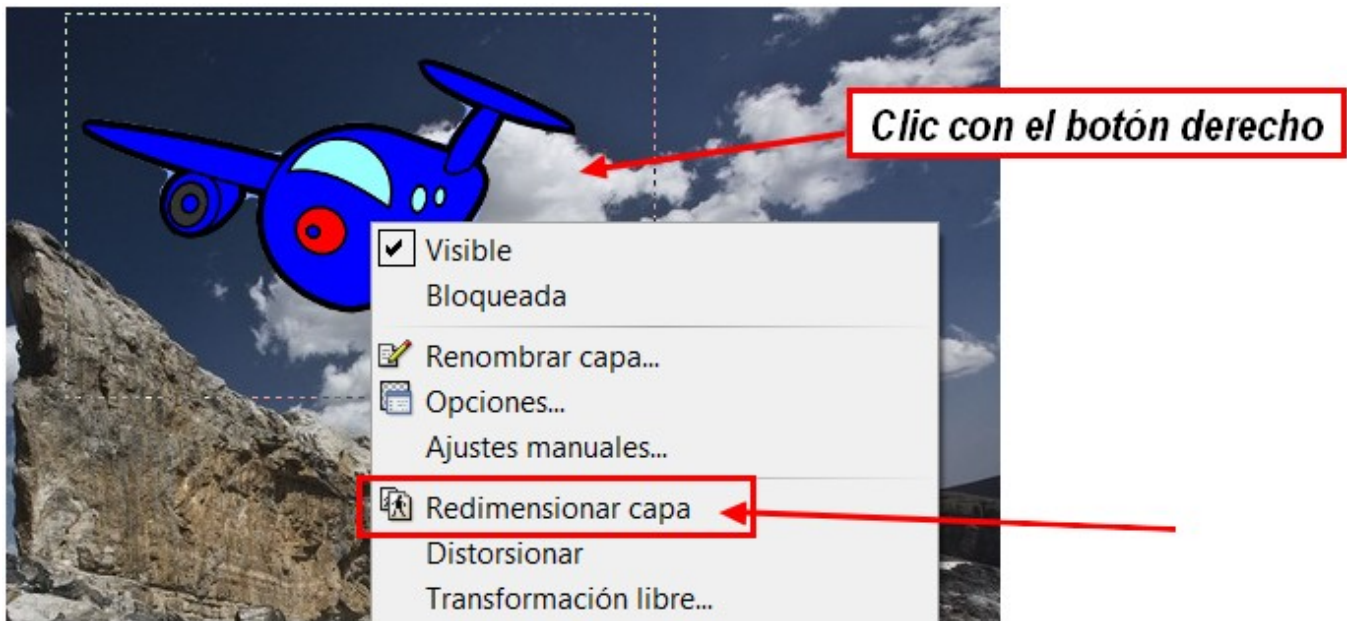 Clic con el botón derecho
Visible
Bloqueada
Renombrar capa...
Opciones...
Ajustes manuales...
Redimensionar capa
Distorsionar
Transformación libre...